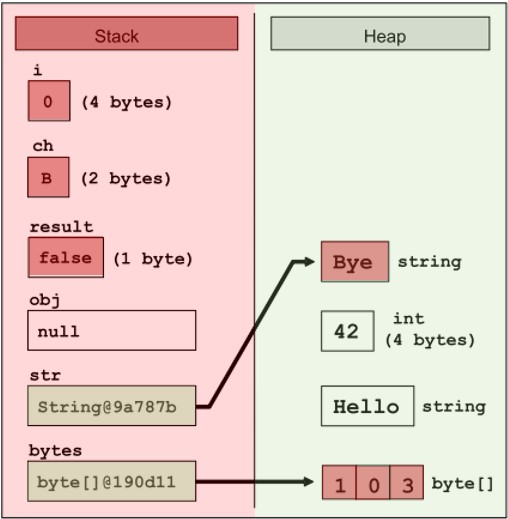 Stack
Heap
i
0 (4 bytes)
ch
B (2 bytes)
result
false (1 byte)
obj
null
str
String@9a787b
bytes
byte[]@190d11
Bye string
42 int
(4 bytes)
Hello string
1 0 3 byte[]